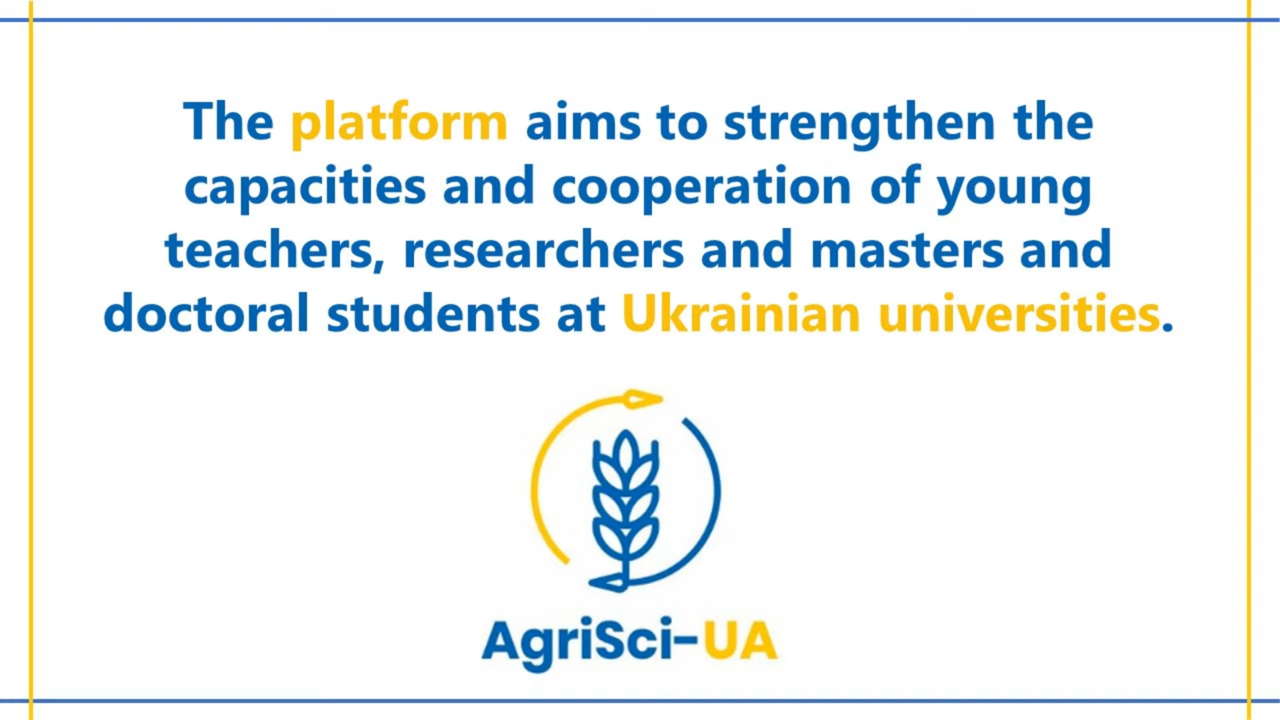 The platform aims to strengthen the
capacities and cooperation of young
teachers, researchers and masters and
doctoral students at Ukrainian universities.
AgriSci-UA